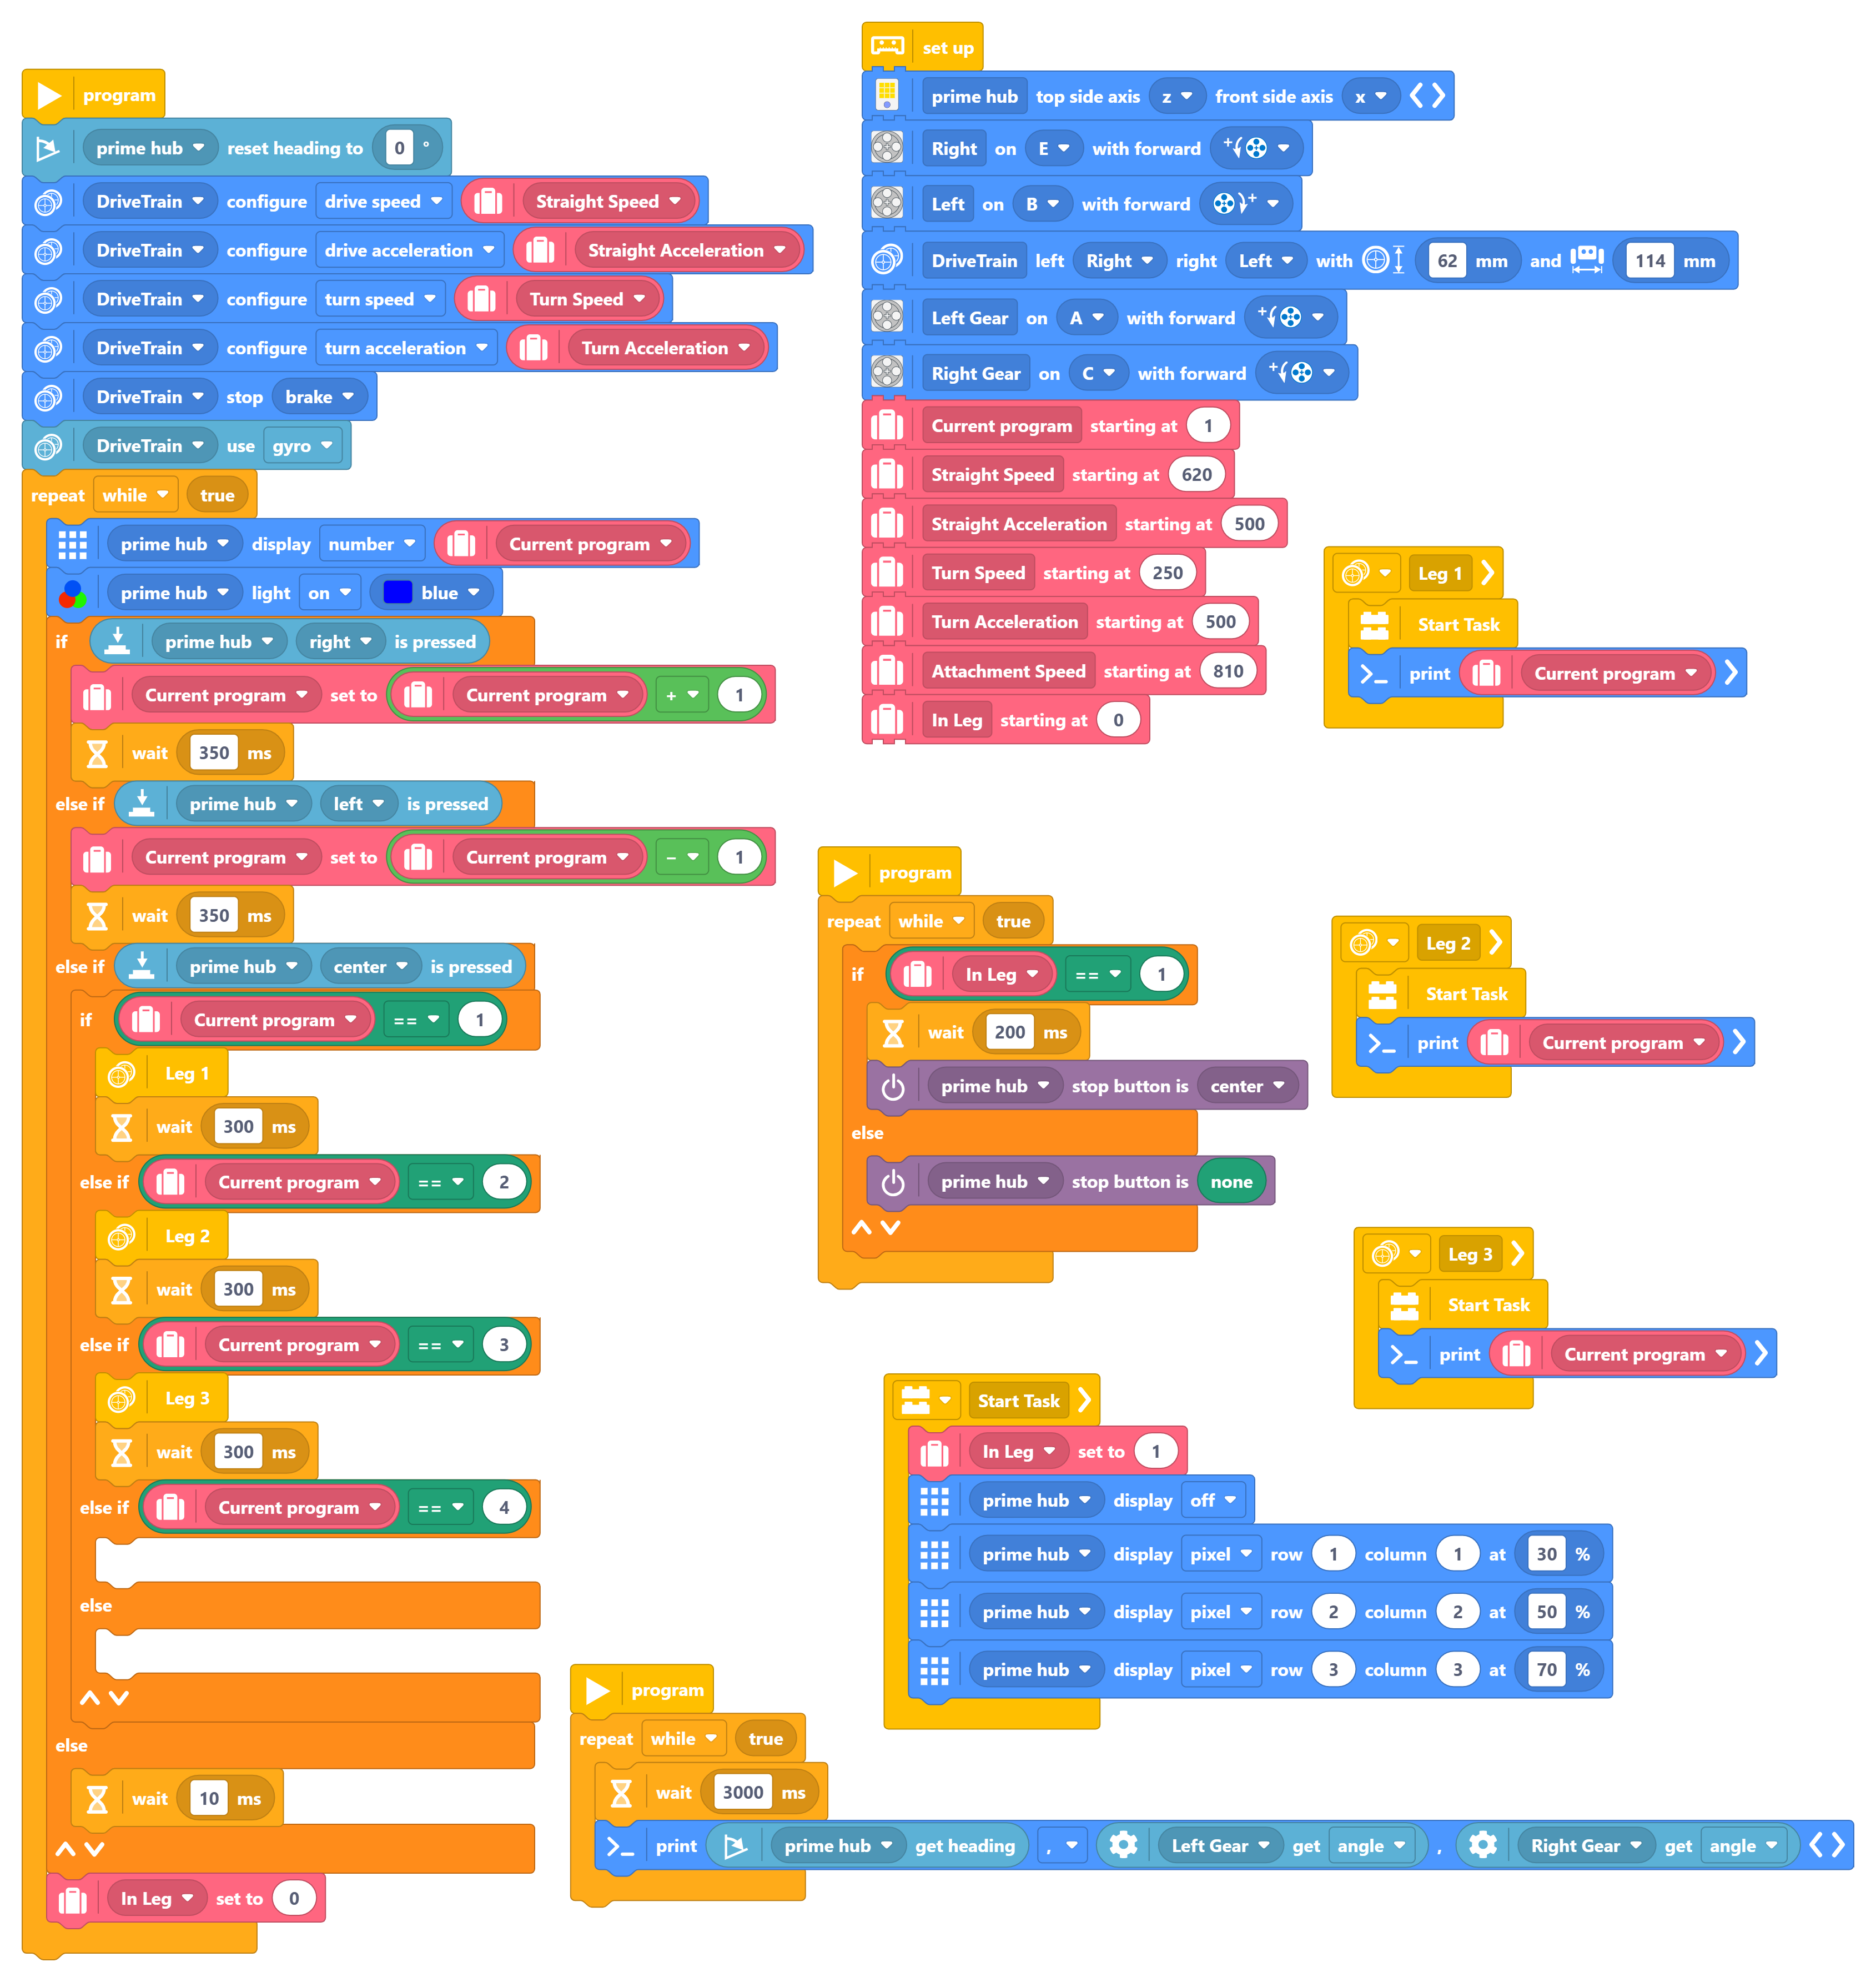 program
prime hub reset heading to 0 °
DriveTrain configure drive speed Straight Speed
DriveTrain configure drive acceleration Straight Acceleration
DriveTrain configure turn speed Turn Speed
DriveTrain configure turn acceleration Turn Acceleration
DriveTrain stop brake
DriveTrain use gyro
repeat while true
prime hub display number Current program
prime hub light on blue
if prime hub right is pressed
Current program set to Current program + 1
wait 350 ms
else if prime hub left is pressed
Current program set to Current program - 1
wait 350 ms
else if prime hub center is pressed
if Current program == 1
Leg 1
wait 300 ms
else if Current program == 2
Leg 2
wait 300 ms
else if Current program == 3
Leg 3
wait 300 ms
else if Current program == 4
else
else
wait 10 ms
In Leg set to 0
set up
prime hub top side axis z front side axis x
Right on E with forward +
Left on B with forward +
DriveTrain left Right right Left with 62 mm and 114 mm
Left Gear on A with forward +
Right Gear on C with forward +
Current program starting at 1
Straight Speed starting at 620
Straight Acceleration starting at 500
Turn Speed starting at 250
Turn Acceleration starting at 500
Attachment Speed starting at 810
In Leg starting at 0
Leg 1
Start Task
print Current program
program
repeat while true
if In Leg == 1
wait 200 ms
prime hub stop button is center
else
prime hub stop button is none
Leg 2
Start Task
print Current program
Leg 3
Start Task
print Current program
Start Task
In Leg set to 1
prime hub display off
prime hub display pixel row 1 column 1 at 30 %
prime hub display pixel row 2 column 2 at 50 %
prime hub display pixel row 3 column 3 at 70 %
program
repeat while true
wait 3000 ms
print prime hub get heading , Left Gear get angle , Right Gear get angle